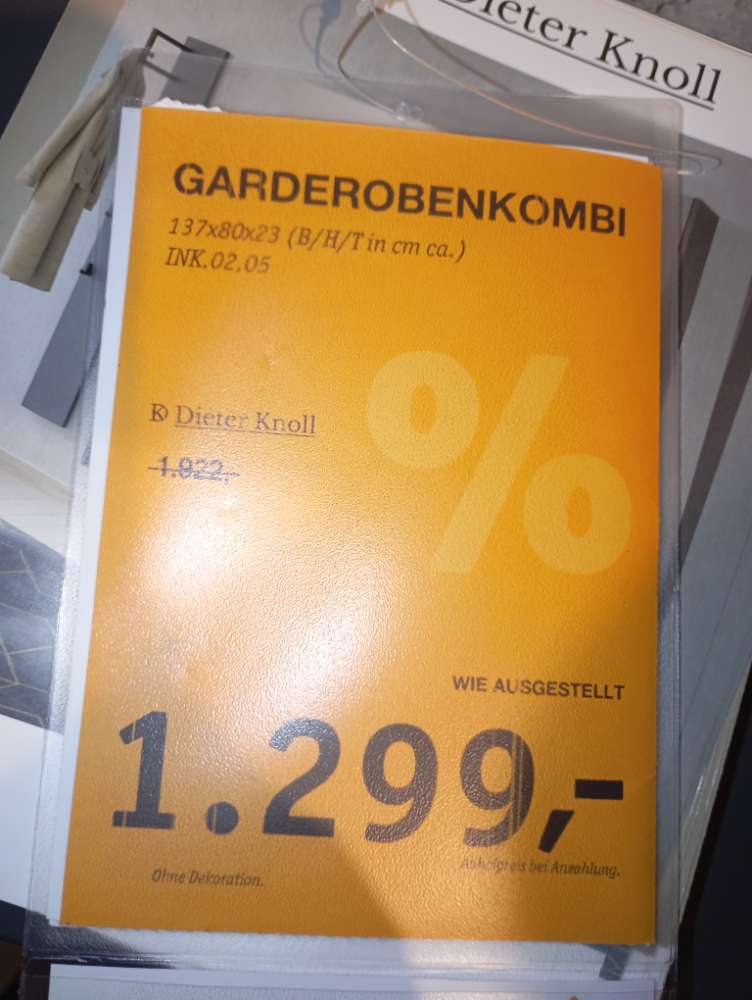 Dieter Knoll
GARDEROBENKOMBI
137x80x23 (B/H/T in cm ca.)
INK.02,05
K Dieter Knoll
1.922,-
%
WIE AUSGESTELLT
1.299,-
Ohne Dekoration.
Abholpreis bei Anzahlung.